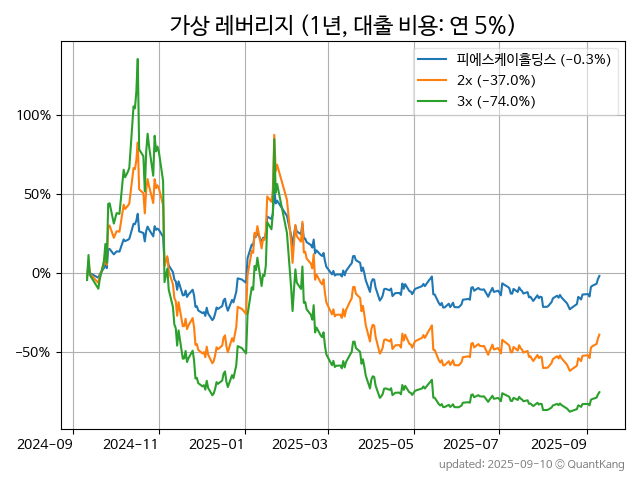 가상 레버리지 (1년, 대출 비용: 연 5%)
피에스케이홀딩스 (−0.3%)
2x (−37.0%)
3x (−74.0%)
100%
50%
0%
−50%
2024-09 2024-11 2025-01 2025-03 2025-05 2025-07 2025-09
updated: 2025-09-10 © QuantKang